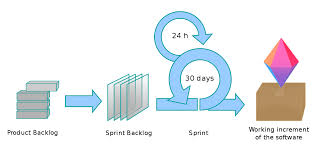 24 h
30 days
Product Backlog
Sprint Backlog
Sprint
Working increment
of the software